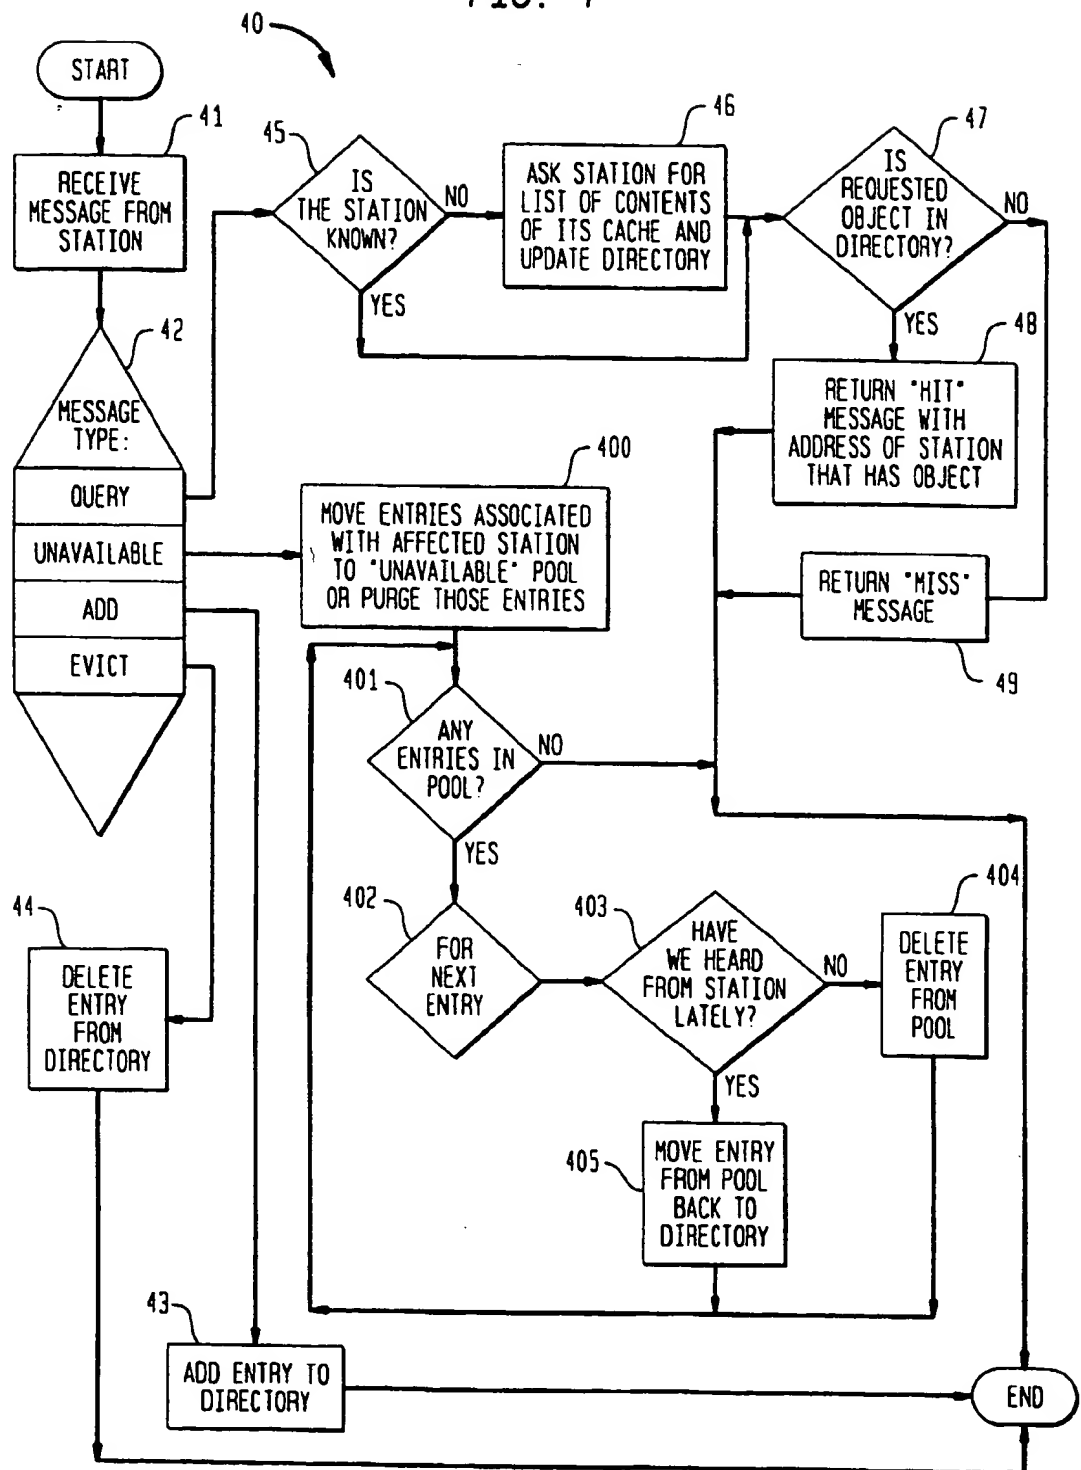 40
START
41
RECEIVE
MESSAGE FROM
STATION
42
MESSAGE
TYPE:
QUERY
UNAVAILABLE
ADD
EVICT
45
IS
THE STATION
KNOWN?
NO
YES
46
ASK STATION FOR
LIST OF CONTENTS
OF ITS CACHE AND
UPDATE DIRECTORY
47
IS
REQUESTED
OBJECT IN
DIRECTORY?
NO
YES
48
RETURN "HIT"
MESSAGE WITH
ADDRESS OF STATION
THAT HAS OBJECT
400
MOVE ENTRIES ASSOCIATED
WITH AFFECTED STATION
TO "UNAVAILABLE" POOL
OR PURGE THOSE ENTRIES
RETURN "MISS"
MESSAGE
49
401
ANY
ENTRIES IN
POOL?
NO
YES
402
FOR
NEXT
ENTRY
403
HAVE
WE HEARD
FROM STATION
LATELY?
NO
YES
404
DELETE
ENTRY
FROM
POOL
44
DELETE
ENTRY
FROM
DIRECTORY
405
MOVE ENTRY
FROM POOL
BACK TO
DIRECTORY
43
ADD ENTRY TO
DIRECTORY
END